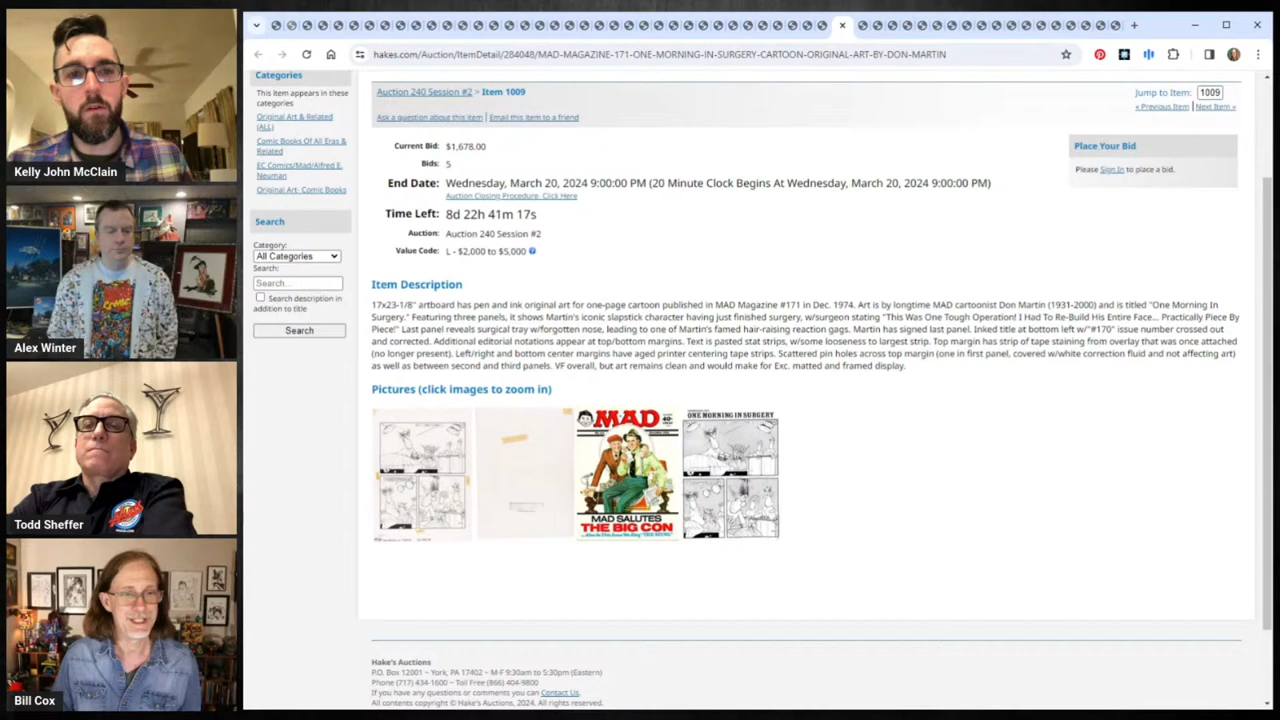 Kelly John McClain
Alex Winter
Todd Sheffer
Bill Cox
hakes.com/Auction/ItemDetail/284048/MAD-MAGAZINE-171-ONE-MORNING-IN-SURGERY-CARTOON-ORIGINAL-ART-BY-DON-MARTIN
Categories
This item appears in these
categories
Original Art & Related
(ALL)
Comic Books Of All Eras &
Related
EC Comics/Mad/Alfred E.
Neuman
Original Art- Comic Books
Search
Category:
All Categories
Search:
Search...
Search description in
addition to title
Search
Auction 240 Session #2 > Item 1009
Jump to Item: 1009
« Previous Item | Next Item »
Ask a question about this item | Email this item to a friend
Current Bid: $1,678.00
Bids: 5
End Date: Wednesday, March 20, 2024 9:00:00 PM (20 Minute Clock Begins At Wednesday, March 20, 2024 9:00:00 PM)
Auction Closing Procedure- Click Here
Time Left: 8d 22h 41m 17s
Auction: Auction 240 Session #2
Value Code: L - $2,000 to $5,000
Place Your Bid
Please Sign In to place a bid.
Item Description
17x23-1/8" artboard has pen and ink original art for one-page cartoon published in MAD Magazine #171 in Dec. 1974. Art is by longtime MAD cartoonist Don Martin (1931-2000) and is titled "One Morning In
Surgery." Featuring three panels, it shows Martin's iconic slapstick character having just finished surgery, w/surgeon stating "This Was One Tough Operation! I Had To Re-Build His Entire Face... Practically Piece By
Piece!" Last panel reveals surgical tray w/forgotten nose, leading to one of Martin's famed hair-raising reaction gags. Martin has signed last panel. Inked title at bottom left w/"#170" issue number crossed out
and corrected. Additional editorial notations appear at top/bottom margins. Text is pasted stat strips, w/some looseness to largest strip. Top margin has strip of tape staining from overlay that was once attached
(no longer present). Left/right and bottom center margins have aged printer centering tape strips. Scattered pin holes across top margin (one in first panel, covered w/white correction fluid and not affecting art)
as well as between second and third panels. VF overall, but art remains clean and would make for Exc. matted and framed display.
Pictures (click images to zoom in)
MAD
MAD SALUTES
THE BIG CON
ONE MORNING IN SURGERY
Hake's Auctions
P.O. Box 12001 ~ York, PA 17402 ~ M-F 9:30am to 5:30pm (Eastern)
Phone (717) 434-1600 ~ Toll Free (866) 404-9800
If you have any questions or comments you can Contact Us.
All contents copyright © Hake's Auctions, 2024. All rights reserved.